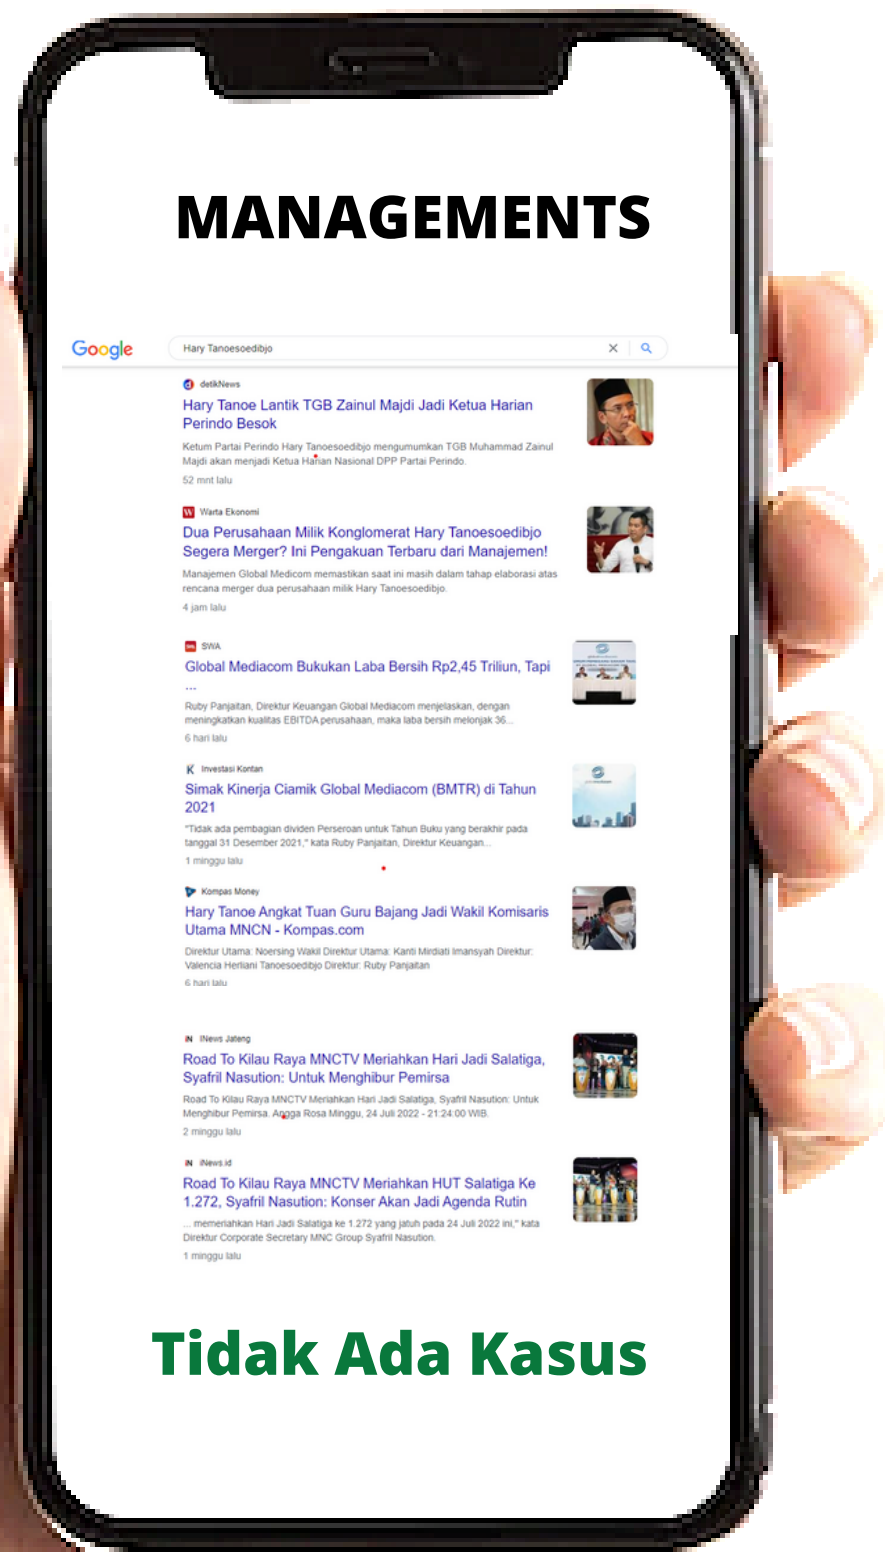 MANAGEMENTS
Google
Hary Tanoesoedibjo
detikNews
Hary Tanoe Lantik TGB Zainul Majdi Jadi Ketua Harian
Perindo Besok
Ketum Partai Perindo Hary Tanoesoedibjo mengumumkan TGB Muhammad Zainul
Majdi akan menjadi Ketua Harian Nasional DPP Partai Perindo.
52 mnt lalu
Warta Ekonomi
Dua Perusahaan Milik Konglomerat Hary Tanoesoedibjo
Segera Merger? Ini Pengakuan Terbaru dari Manajemen!
Manajemen Global Medicom memastikan saat ini masih dalam tahap elaborasi atas
rencana merger dua perusahaan milik Hary Tanoesoedibjo.
4 jam lalu
SWA
Global Mediacom Bukukan Laba Bersih Rp2,45 Triliun, Tapi
...
Ruby Panjaitan, Direktur Keuangan Global Mediacom menjelaskan, dengan
meningkatkan kualitas EBITDA perusahaan, maka laba bersih melonjak 36...
6 hari lalu
Investasi Kontan
Simak Kinerja Ciamik Global Mediacom (BMTR) di Tahun
2021
"Tidak ada pembagian dividen Perseroan untuk Tahun Buku yang berakhir pada
tanggal 31 Desember 2021," kata Ruby Panjaitan, Direktur Keuangan...
1 minggu lalu
Kompas Money
Hary Tanoe Angkat Tuan Guru Bajang Jadi Wakil Komisaris
Utama MNCN - Kompas.com
Direktur Utama: Noersing Wakil Direktur Utama: Kanti Mirdiati Imansyah Direktur:
Valencia Herliani Tanoesoedibjo Direktur: Ruby Panjaitan
6 hari lalu
iNews Jateng
Road To Kilau Raya MNCTV Meriahkan Hari Jadi Salatiga,
Syafril Nasution: Untuk Menghibur Pemirsa
Road To Kilau Raya MNCTV Meriahkan Hari Jadi Salatiga, Syafril Nasution: Untuk
Menghibur Pemirsa. Angga Rosa Minggu, 24 Juli 2022 - 21:24:00 WIB.
2 minggu lalu
iNews.id
Road To Kilau Raya MNCTV Meriahkan HUT Salatiga Ke
1.272, Syafril Nasution: Konser Akan Jadi Agenda Rutin
... memeriahkan Hari Jadi Salatiga ke 1.272 yang jatuh pada 24 Juli 2022 ini," kata
Direktur Corporate Secretary MNC Group Syafril Nasution.
1 minggu lalu
Tidak Ada Kasus